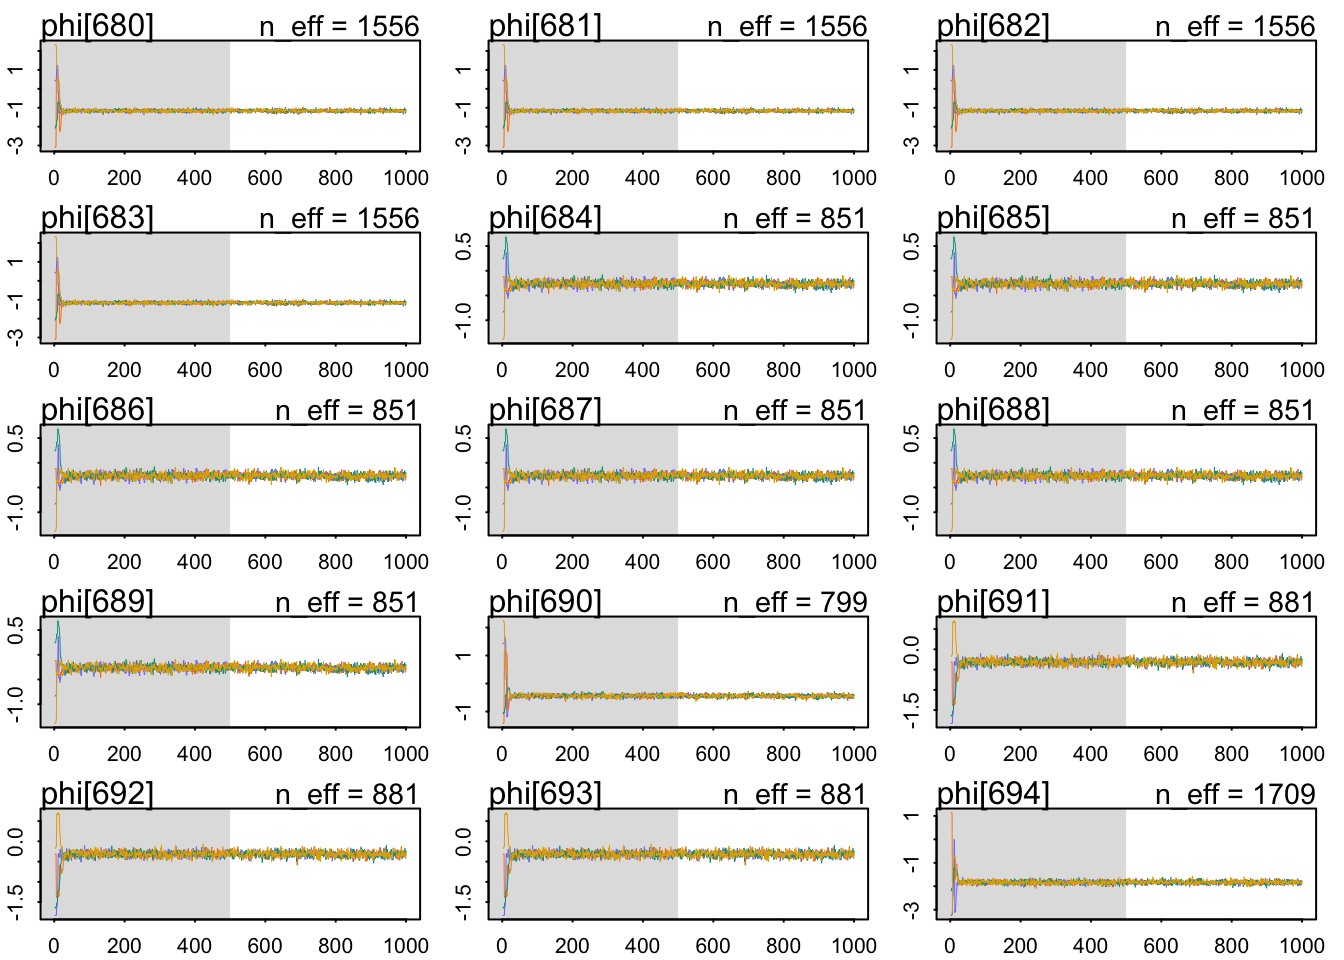 phi[680] n_eff = 1556 phi[681] n_eff = 1556 phi[682] n_eff = 1556
1 1 1
-1 -1 -1
-3 -3 -3
0 200 400 600 800 1000 0 200 400 600 800 1000 0 200 400 600 800 1000
phi[683] n_eff = 1556 phi[684] n_eff = 851 phi[685] n_eff = 851
1 0.5 0.5
-1 -1.0 -1.0
-3
0 200 400 600 800 1000 0 200 400 600 800 1000 0 200 400 600 800 1000
phi[686] n_eff = 851 phi[687] n_eff = 851 phi[688] n_eff = 851
0.5 0.5 0.5
-1.0 -1.0 -1.0
0 200 400 600 800 1000 0 200 400 600 800 1000 0 200 400 600 800 1000
phi[689] n_eff = 851 phi[690] n_eff = 799 phi[691] n_eff = 881
0.5 1 0.0
-1.0 -1 -1.5
0 200 400 600 800 1000 0 200 400 600 800 1000 0 200 400 600 800 1000
phi[692] n_eff = 881 phi[693] n_eff = 881 phi[694] n_eff = 1709
0.0 0.0 1
-1.5 -1.5 -1
-3
0 200 400 600 800 1000 0 200 400 600 800 1000 0 200 400 600 800 1000